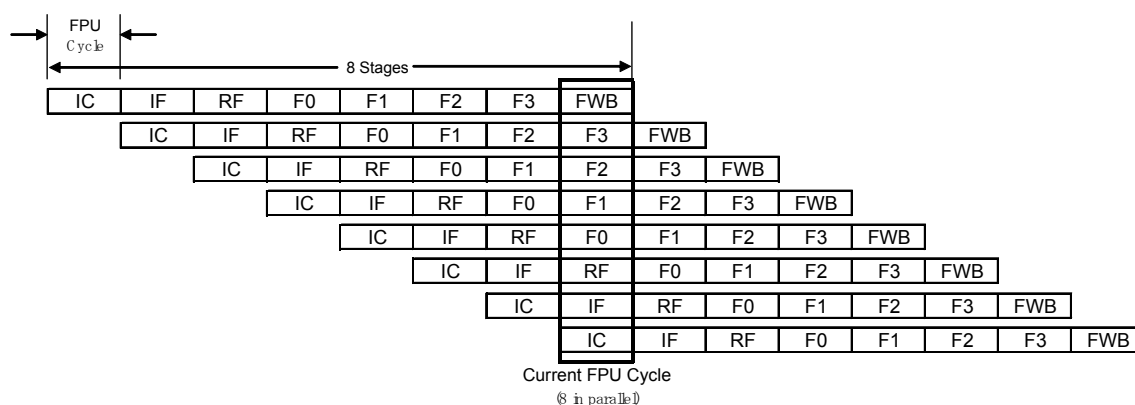 FPU
Cycle
8 Stages
IC IF RF F0 F1 F2 F3 FWB
IC IF RF F0 F1 F2 F3 FWB
IC IF RF F0 F1 F2 F3 FWB
IC IF RF F0 F1 F2 F3 FWB
IC IF RF F0 F1 F2 F3 FWB
IC IF RF F0 F1 F2 F3 FWB
IC IF RF F0 F1 F2 F3 FWB
IC IF RF F0 F1 F2 F3 FWB
Current FPU Cycle
(8 in parallel)